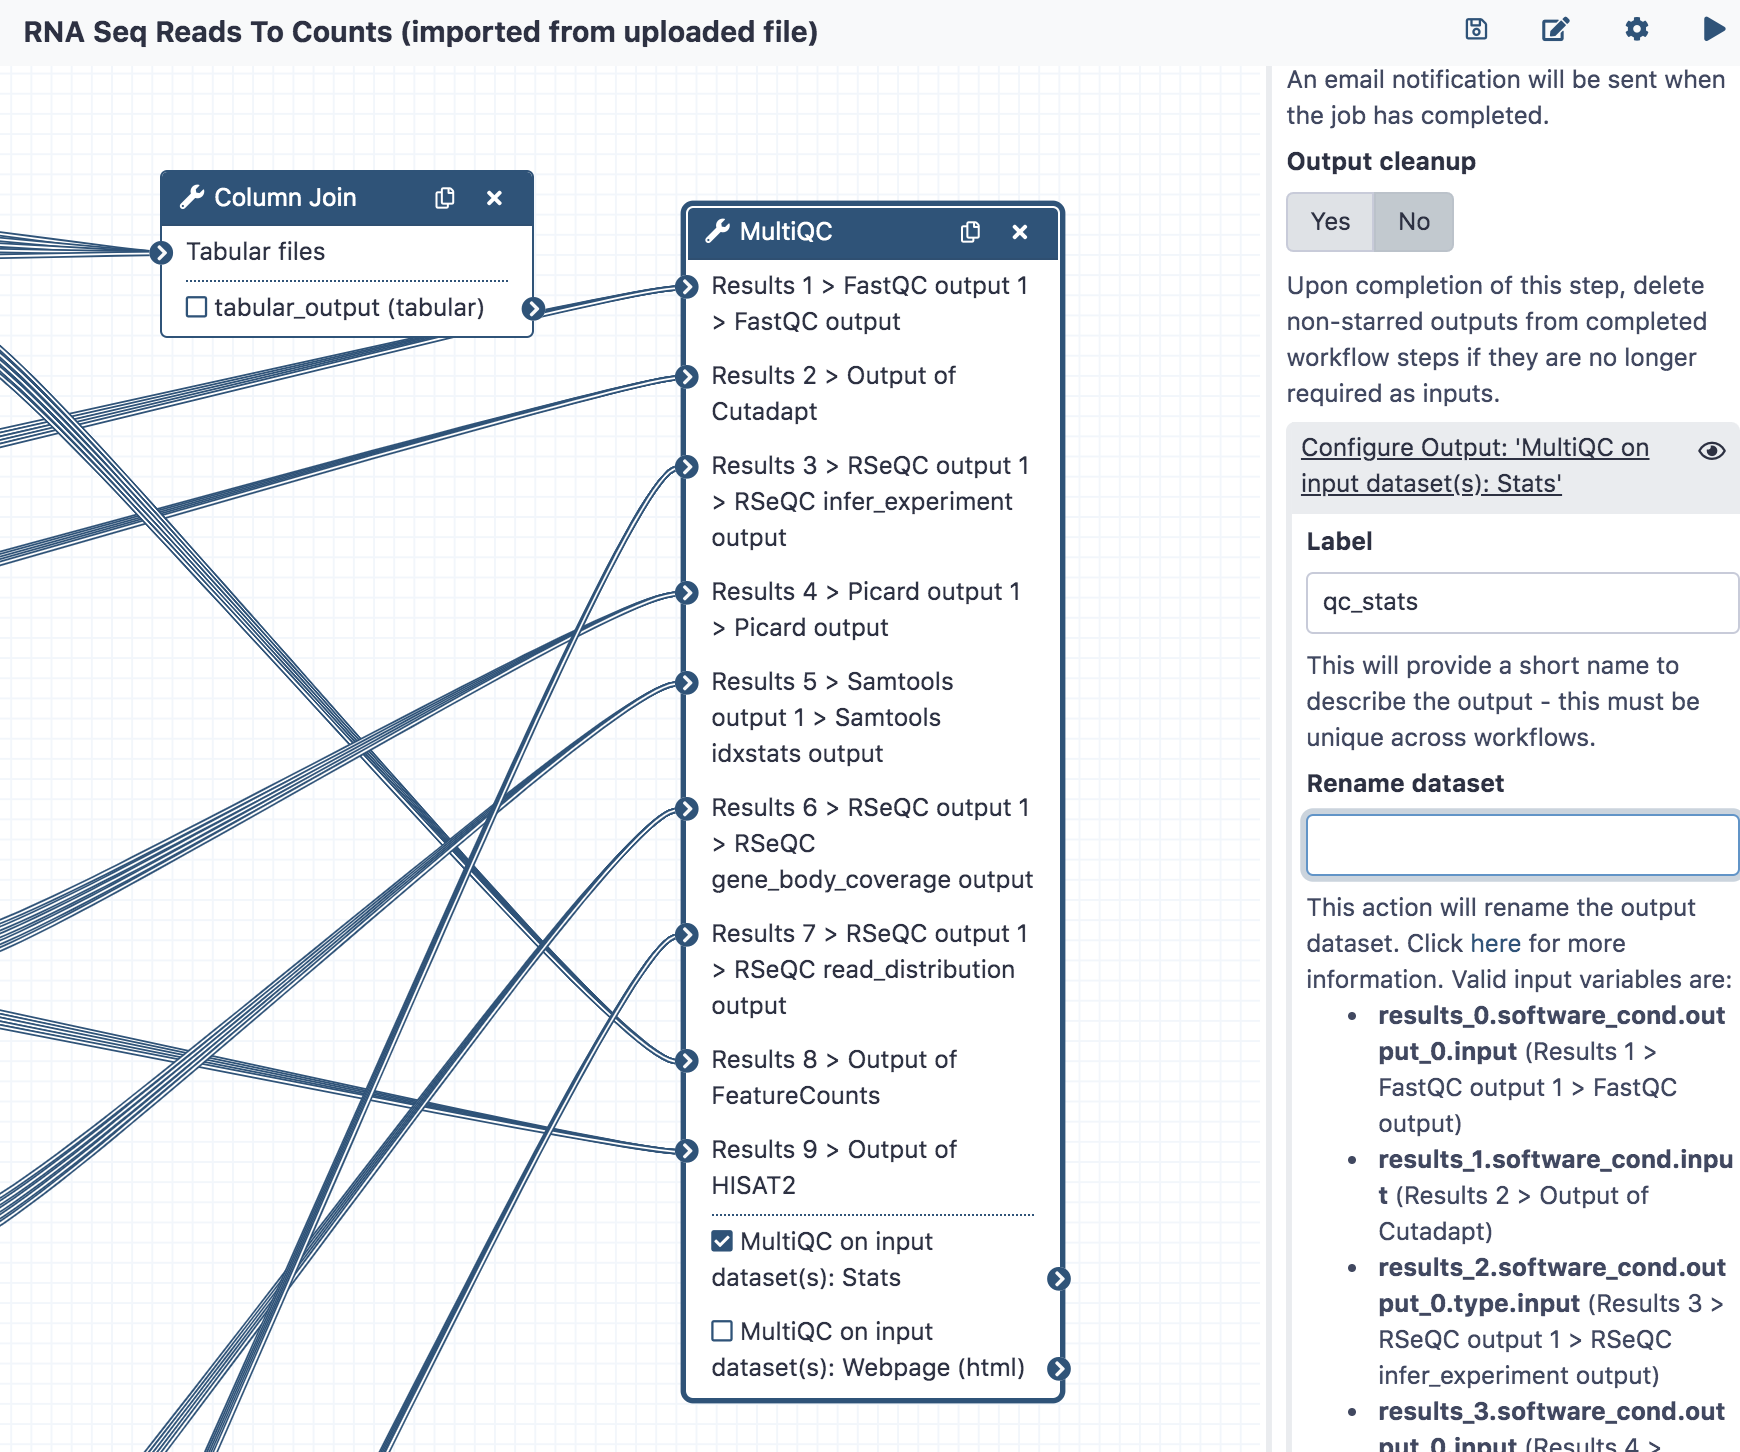 RNA Seq Reads To Counts (imported from uploaded file)
Column Join
Tabular files
tabular_output (tabular)
MultiQC
Results 1 > FastQC output 1
> FastQC output
Results 2 > Output of
Cutadapt
Results 3 > RSeQC output 1
> RSeQC infer_experiment
output
Results 4 > Picard output 1
> Picard output
Results 5 > Samtools
output 1 > Samtools
idxstats output
Results 6 > RSeQC output 1
> RSeQC
gene_body_coverage output
Results 7 > RSeQC output 1
> RSeQC read_distribution
output
Results 8 > Output of
FeatureCounts
Results 9 > Output of
HISAT2
MultiQC on input
dataset(s): Stats
MultiQC on input
dataset(s): Webpage (html)
An email notification will be sent when
the job has completed.
Output cleanup
Yes No
Upon completion of this step, delete
non-starred outputs from completed
workflow steps if they are no longer
required as inputs.
Configure Output: 'MultiQC on
input dataset(s): Stats'
Label
qc_stats
This will provide a short name to
describe the output - this must be
unique across workflows.
Rename dataset
This action will rename the output
dataset. Click here for more
information. Valid input variables are:
• results_0.software_cond.out
put_0.input (Results 1 >
FastQC output 1 > FastQC
output)
• results_1.software_cond.inpu
t (Results 2 > Output of
Cutadapt)
• results_2.software_cond.out
put_0.type.input (Results 3 >
RSeQC output 1 > RSeQC
infer_experiment output)
• results_3.software_cond.out
put_0.input (Results 4 >